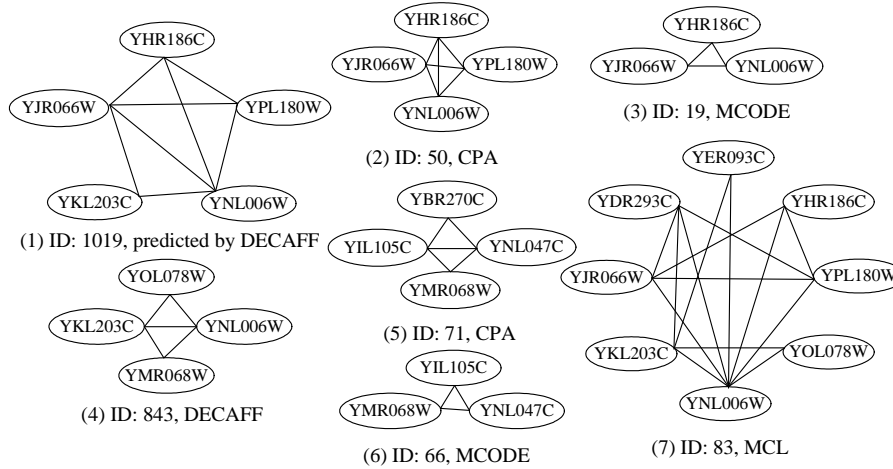 YHR186C
YJR066W
YPL180W
YKL203C
YNL006W
(1) ID: 1019, predicted by DECAFF
YHR186C
YJR066W
YPL180W
YNL006W
(2) ID: 50, CPA
YHR186C
YJR066W
YNL006W
(3) ID: 19, MCODE
YOL078W
YKL203C
YNL006W
YMR068W
(4) ID: 843, DECAFF
YBR270C
YIL105C
YNL047C
YMR068W
(5) ID: 71, CPA
YIL105C
YMR068W
YNL047C
(6) ID: 66, MCODE
YER093C
YDR293C
YHR186C
YJR066W
YPL180W
YKL203C
YOL078W
YNL006W
(7) ID: 83, MCL